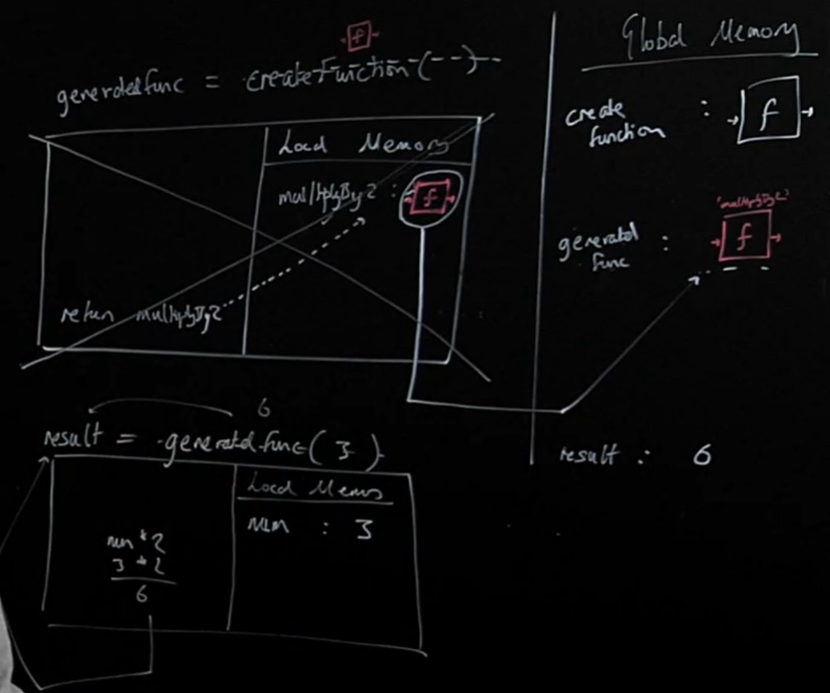 f
generatedfunc = createFunction(----
Local Memory
multiplyBy2 : f
return multiplyBy2
6
result = generatedfunc(3)
Local Mem
num : 3
num*2
3*2
6
Global Memory
create function : f
"multiplyBy2"
generated func : f
result : 6